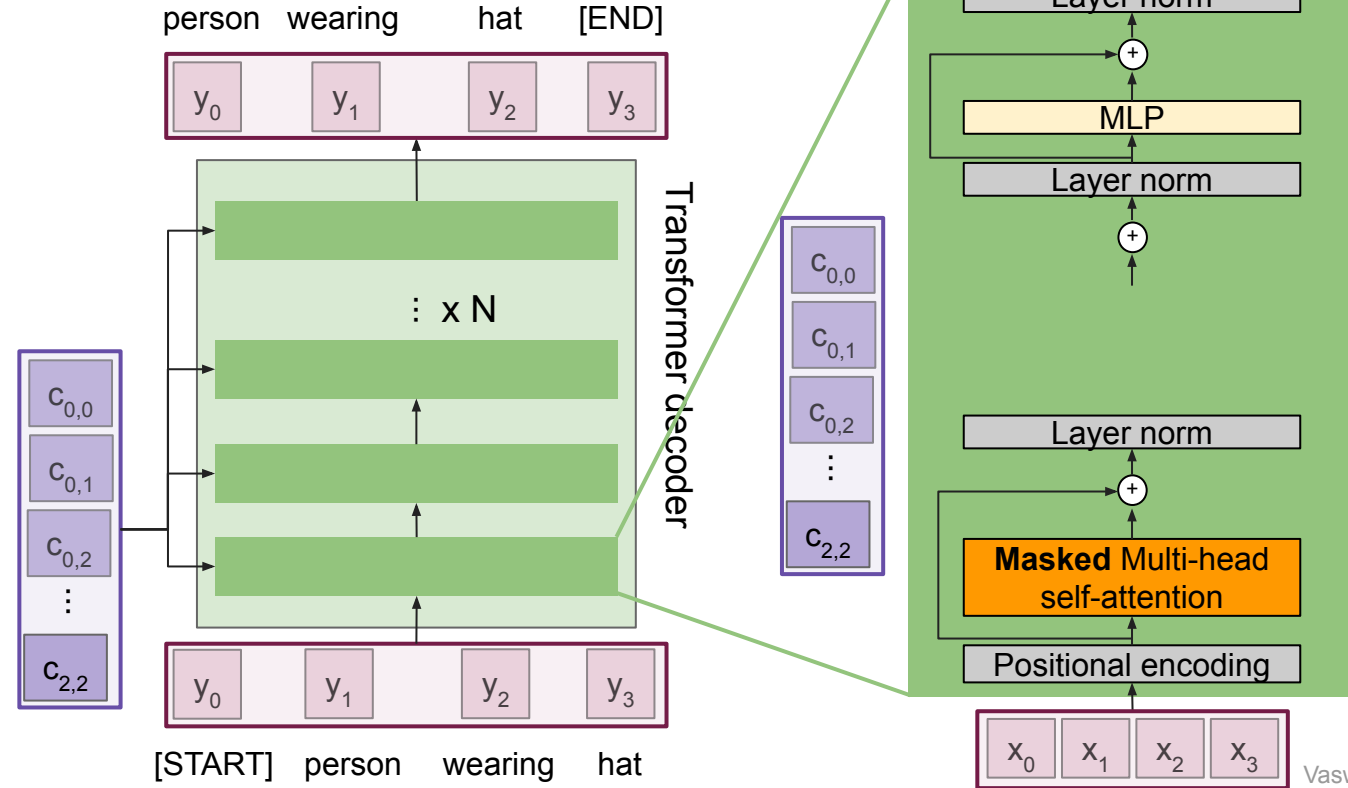 person wearing hat [END]
y0 y1 y2 y3
Transformer decoder
⋮ x N
c0,0
c0,1
c0,2
⋮
c2,2
y0 y1 y2 y3
[START] person wearing hat
c0,0
c0,1
c0,2
⋮
c2,2
Layer norm
+
MLP
Layer norm
+
Layer norm
+
Masked Multi-head
self-attention
Positional encoding
x0 x1 x2 x3